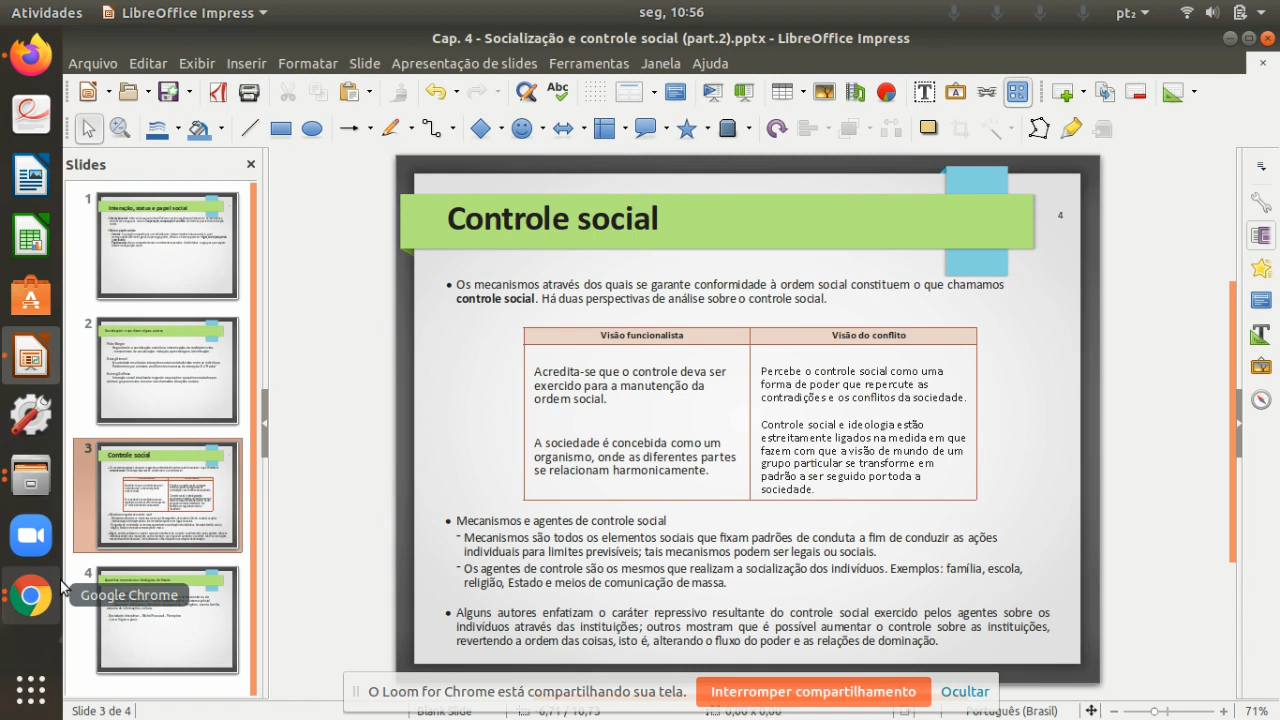 Atividades LibreOffice Impress seg, 10:56 pt₂
Cap. 4 - Socialização e controle social (part.2).pptx - LibreOffice Impress
Arquivo Editar Exibir Inserir Formatar Slide Apresentação de slides Ferramentas Janela Ajuda
Slides
1
Interação, status e papel social
2
3
Controle social
4
Google Chrome
Controle social
4
• Os mecanismos através dos quais se garante conformidade à ordem social constituem o que chamamos
controle social. Há duas perspectivas de análise sobre o controle social.
Visão funcionalista
Acredita-se que o controle deva ser
exercido para a manutenção da
ordem social.
A sociedade é concebida como um
organismo, onde as diferentes partes
se relacionam harmonicamente.
Visão do conflito
Percebe o controle social como uma
forma de poder que repercute as
contradições e os conflitos da sociedade.
Controle social e ideologia estão
estreitamente ligados na medida em que
fazem com que a visão de mundo de um
grupo particular se transforme em
padrão a ser seguido por toda a
sociedade.
• Mecanismos e agentes de controle social
- Mecanismos são todos os elementos sociais que fixam padrões de conduta a fim de conduzir as ações
individuais para limites previsíveis; tais mecanismos podem ser legais ou sociais.
- Os agentes de controle são os mesmos que realizam a socialização dos indivíduos. Exemplos: família, escola,
religião, Estado e meios de comunicação de massa.
• Alguns autores enfatizam o caráter repressivo resultante do controle social exercido pelos agentes sobre os
indivíduos através das instituições; outros mostram que é possível aumentar o controle sobre as instituições,
revertendo a ordem das coisas, isto é, alterando o fluxo do poder e as relações de dominação.
O Loom for Chrome está compartilhando sua tela. Interromper compartilhamento Ocultar
Slide 3 de 4 Português (Brasil) 71%